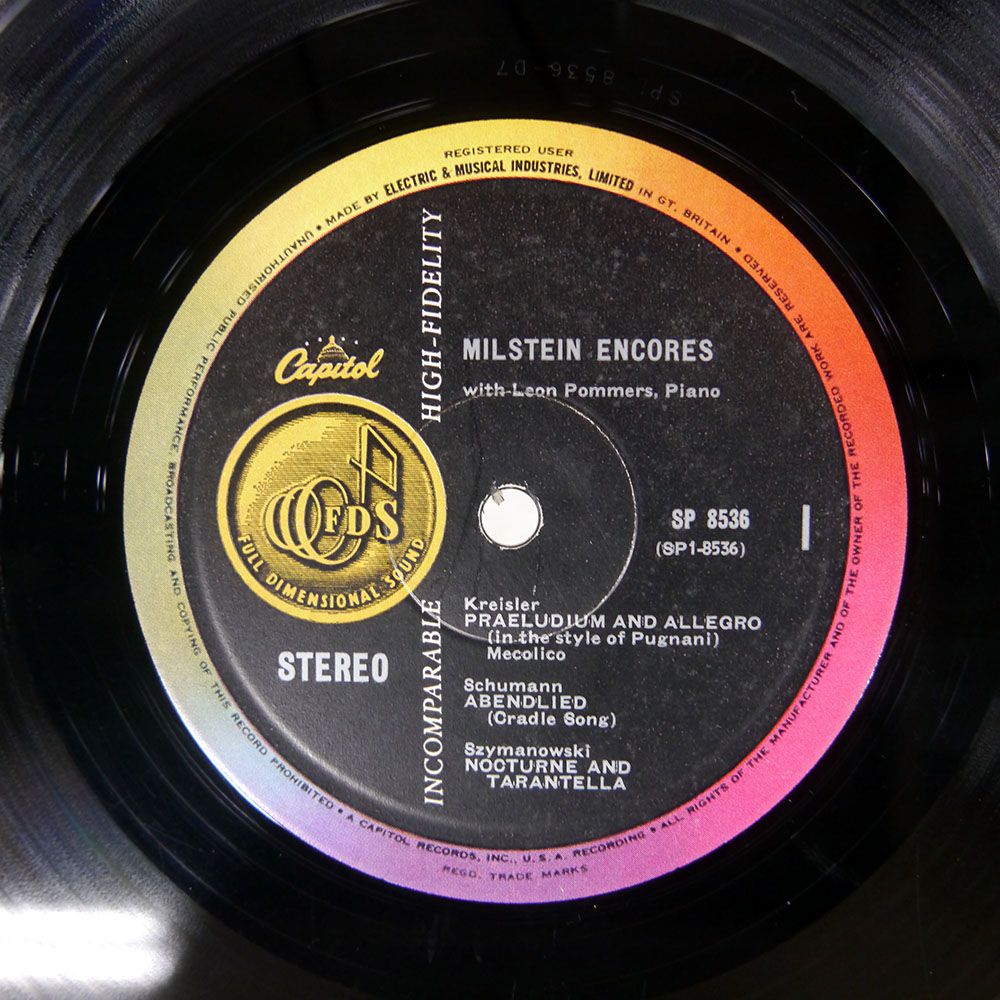 SP1-8536-D7
REGISTERED USER
• MADE BY ELECTRIC & MUSICAL INDUSTRIES, LIMITED IN GT. BRITAIN •
ALL RIGHTS OF THE MANUFACTURER AND OF THE OWNER OF THE RECORDED WORK ARE RESERVED
UNAUTHORISED PUBLIC PERFORMANCE, BROADCASTING AND COPYING OF THIS RECORD PROHIBITED •
A CAPITOL RECORDS, INC., U.S.A. RECORDING •
REGD. TRADE MARKS
INCOMPARABLE HIGH-FIDELITY
Capitol
FDS
FULL DIMENSIONAL SOUND
STEREO
MILSTEIN ENCORES
with Leon Pommers, Piano
SP 8536
(SP1-8536)
1
Kreisler
PRAELUDIUM AND ALLEGRO
(in the style of Pugnani)
Mecolico
Schumann
ABENDLIED
(Cradle Song)
Szymanowski
NOCTURNE AND
TARANTELLA